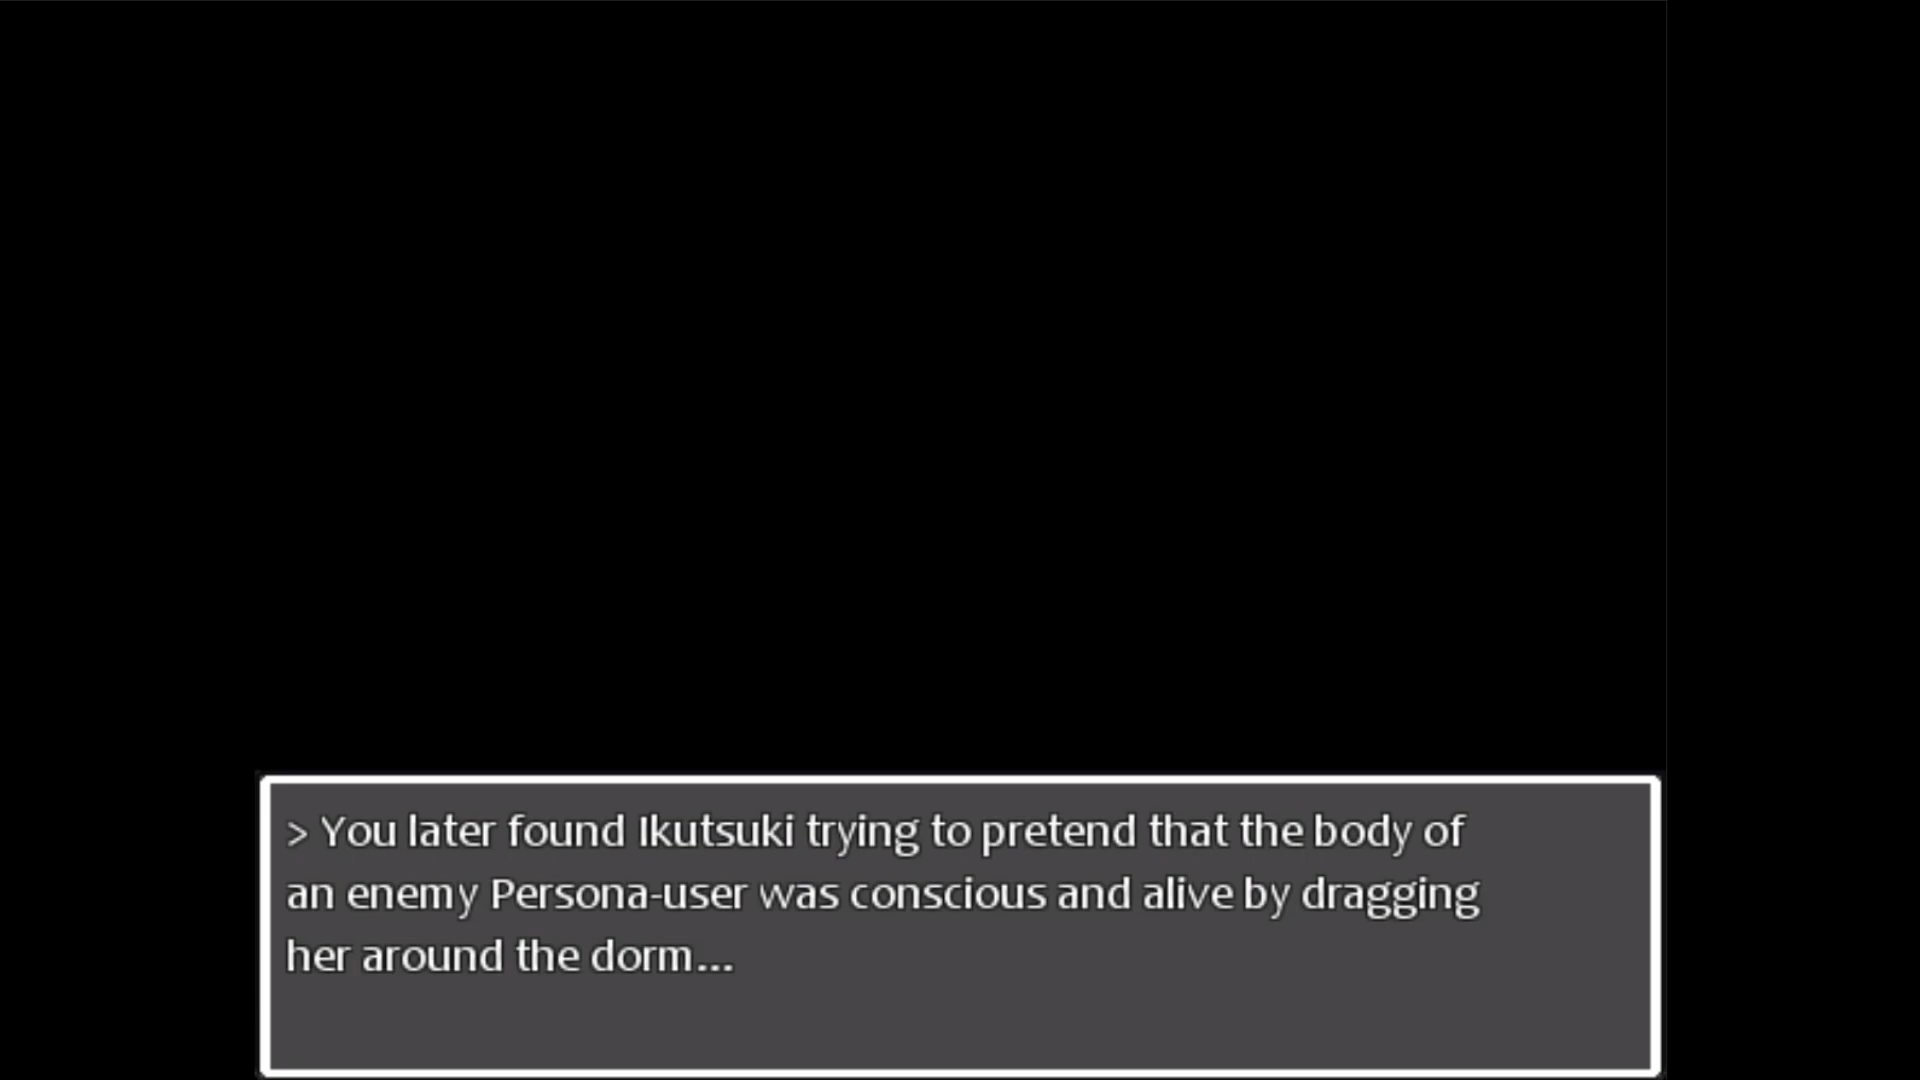 > You later found Ikutsuki trying to pretend that the body of
an enemy Persona-user was conscious and alive by dragging
her around the dorm...